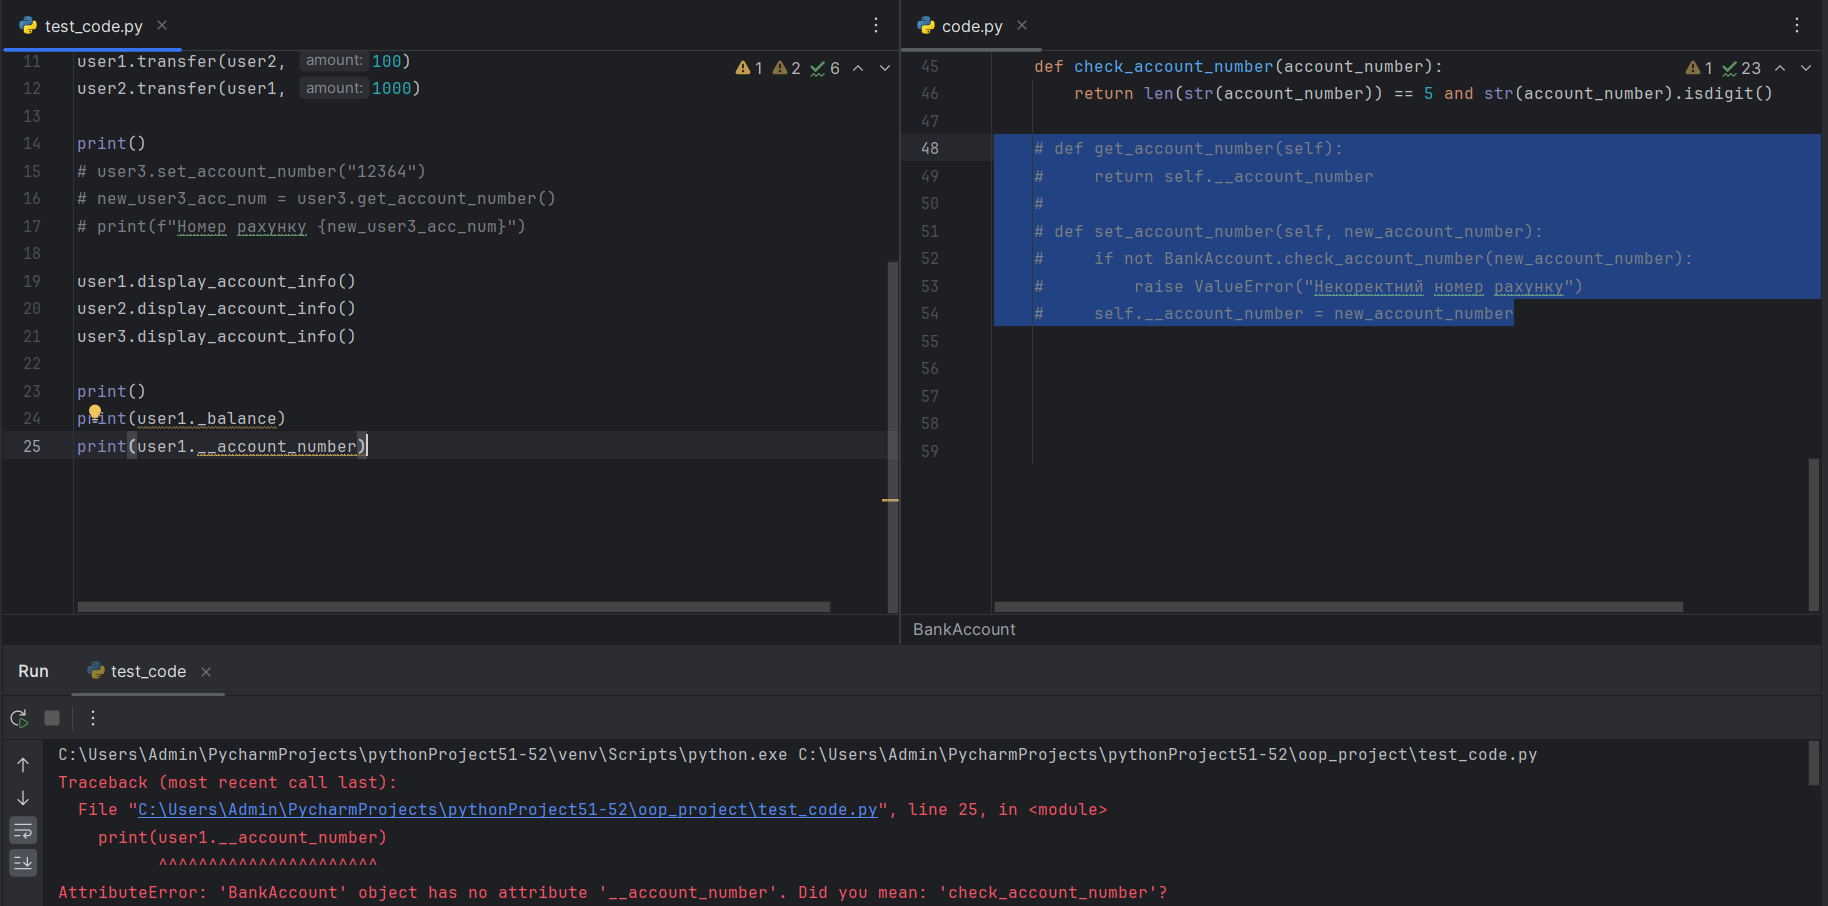 test_code.py
11 user1.transfer(user2, amount: 100)
12 user2.transfer(user1, amount: 1000)
13
14 print()
15 # user3.set_account_number("12364")
16 # new_user3_acc_num = user3.get_account_number()
17 # print(f"Номер рахунку {new_user3_acc_num}")
18
19 user1.display_account_info()
20 user2.display_account_info()
21 user3.display_account_info()
22
23 print()
24 print(user1._balance)
25 print(user1.__account_number)
1 2 6
code.py
45 def check_account_number(account_number):
46 return len(str(account_number)) == 5 and str(account_number).isdigit()
47
48 # def get_account_number(self):
49 #     return self.__account_number
50 #
51 # def set_account_number(self, new_account_number):
52 #     if not BankAccount.check_account_number(new_account_number):
53 #         raise ValueError("Некоректний номер рахунку")
54 #     self.__account_number = new_account_number
55
56
57
58
59
1 23
BankAccount
Run test_code
C:\Users\Admin\PycharmProjects\pythonProject51-52\venv\Scripts\python.exe C:\Users\Admin\PycharmProjects\pythonProject51-52\oop_project\test_code.py
Traceback (most recent call last):
File "C:\Users\Admin\PycharmProjects\pythonProject51-52\oop_project\test_code.py", line 25, in <module>
print(user1.__account_number)
^^^^^^^^^^^^^^^^^^^^^^
AttributeError: 'BankAccount' object has no attribute '__account_number'. Did you mean: 'check_account_number'?